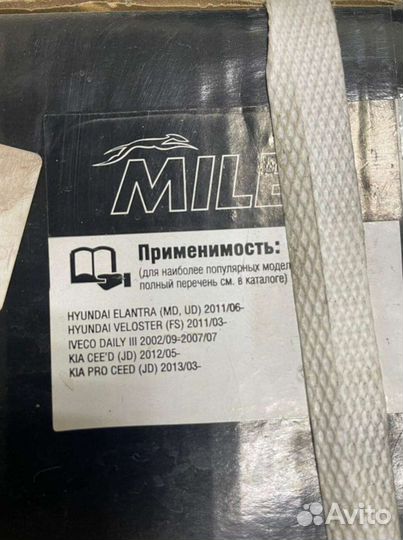 MILE
Применимость:
(для наиболее популярных модел
полный перечень см. в каталоге)
HYUNDAI ELANTRA (MD, UD) 2011/06-
HYUNDAI VELOSTER (FS) 2011/03-
IVECO DAILY III 2002/09-2007/07
KIA CEE'D (JD) 2012/05-
KIA PRO CEED (JD) 2013/03-
Avito